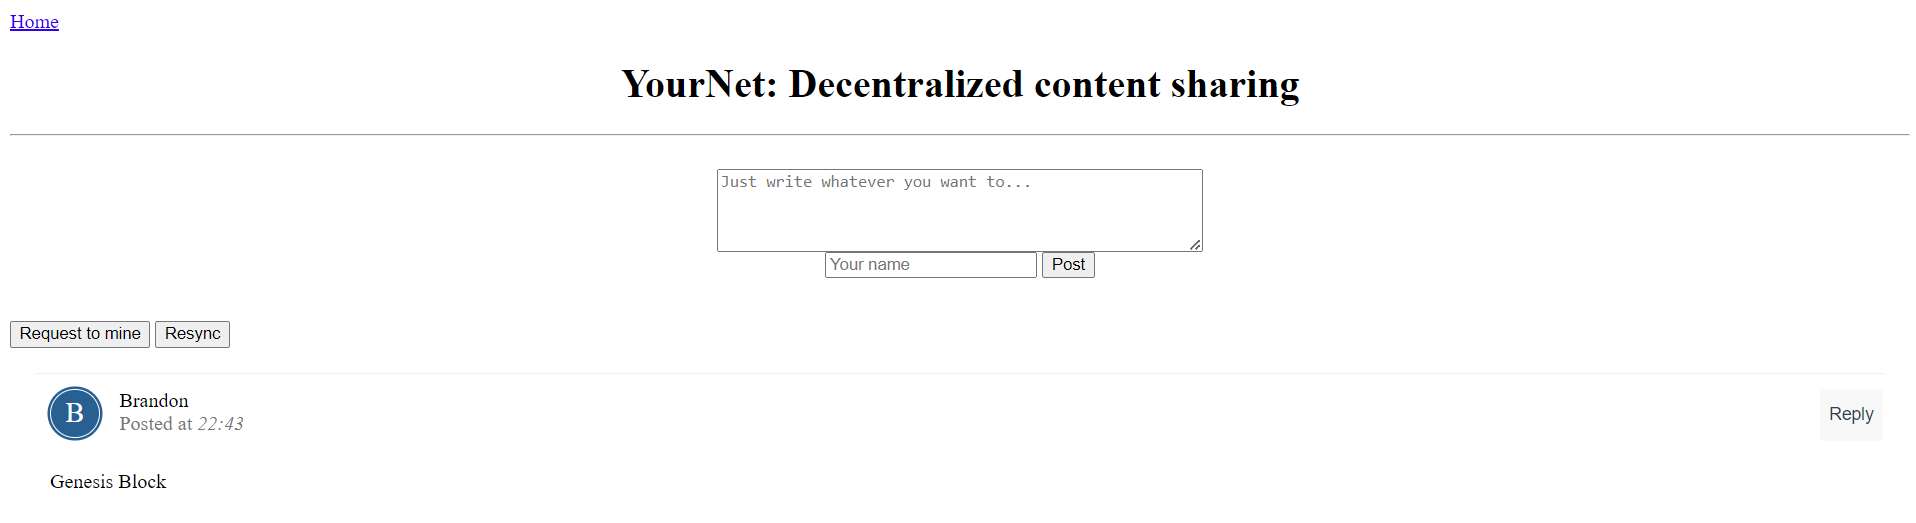 Home
YourNet: Decentralized content sharing
Just write whatever you want to...
Your name Post
Request to mine Resync
B
Brandon
Posted at 22:43
Reply
Genesis Block